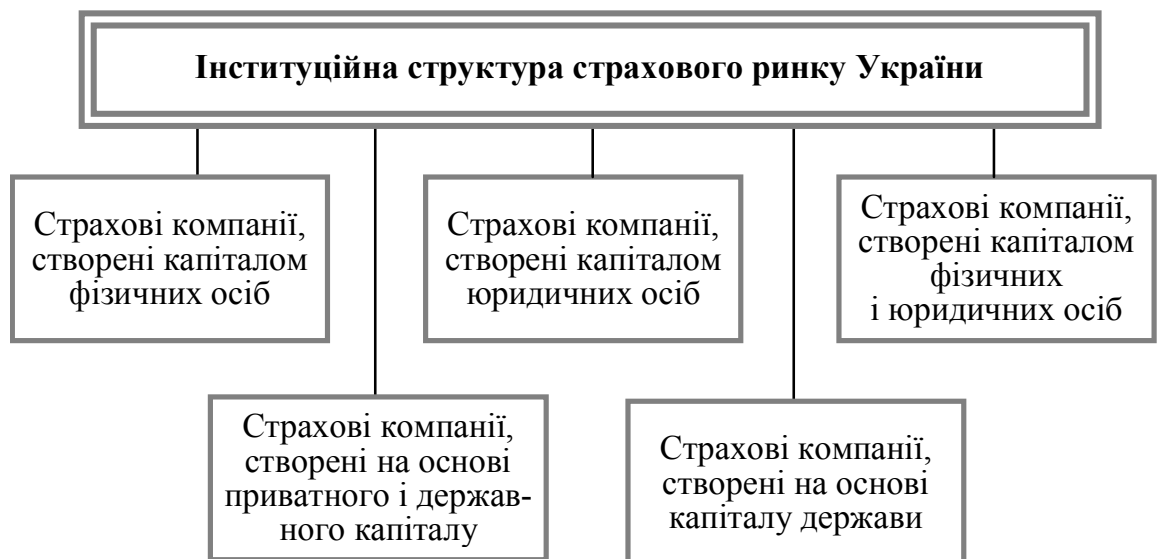 Інституційна структура страхового ринку України
Страхові компанії,
створені капіталом
фізичних осіб
Страхові компанії,
створені капіталом
юридичних осіб
Страхові компанії,
створені капіталом
фізичних
і юридичних осіб
Страхові компанії,
створені на основі
приватного і держав-
ного капіталу
Страхові компанії,
створені на основі
капіталу держави